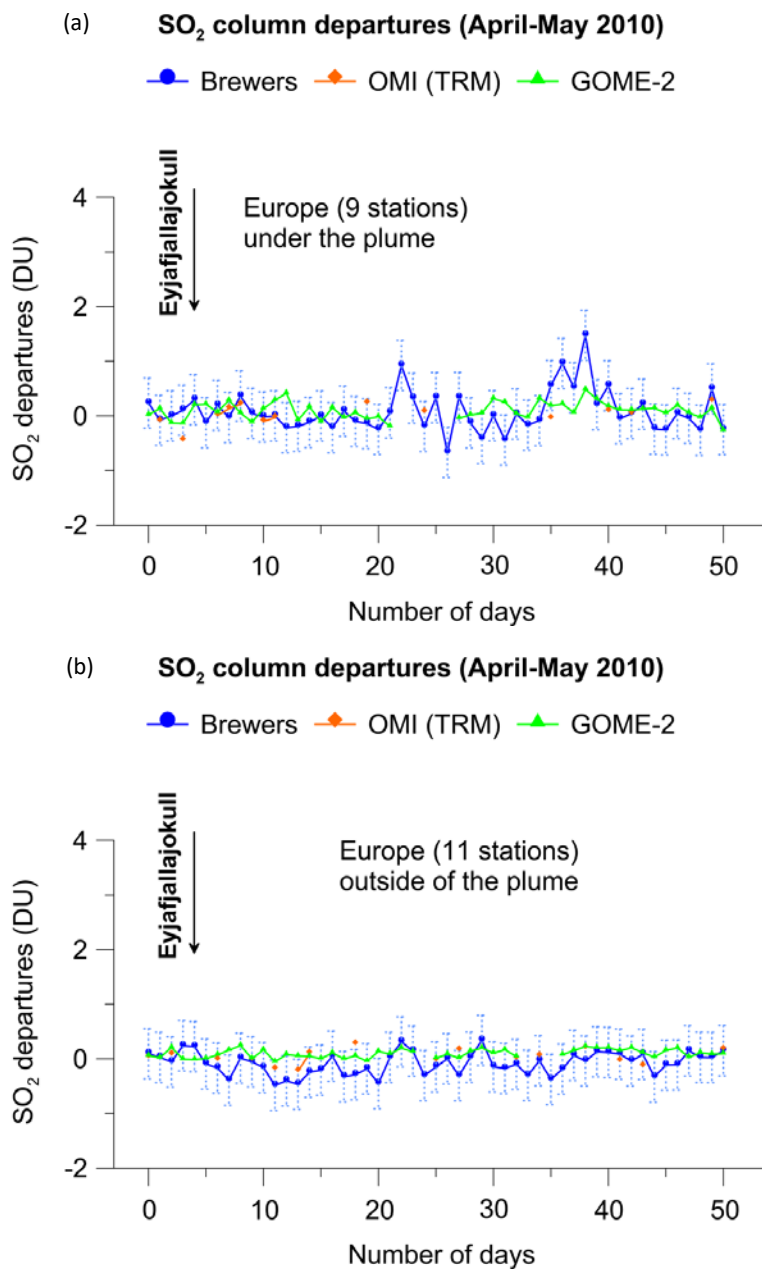 (a) SO₂ column departures (April-May 2010)
Brewers OMI (TRM) GOME-2
Eyjafjallajokull
Europe (9 stations)
under the plume
SO₂ departures (DU)
4
2
0
-2
0 10 20 30 40 50
Number of days
(b) SO₂ column departures (April-May 2010)
Brewers OMI (TRM) GOME-2
Eyjafjallajokull
Europe (11 stations)
outside of the plume
SO₂ departures (DU)
4
2
0
-2
0 10 20 30 40 50
Number of days